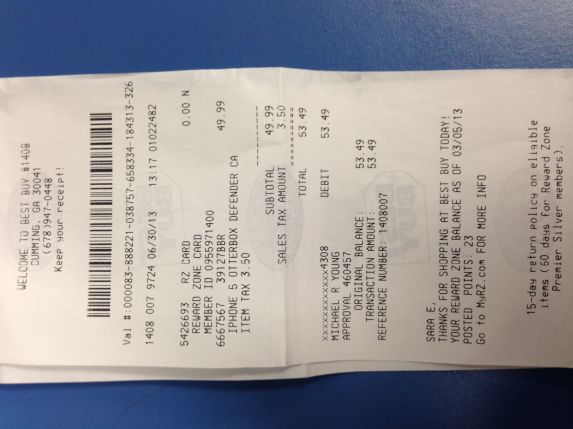 WELCOME TO BEST BUY #1408
CUMMING, GA 30041
(678)947-0448
Keep your receipt!
Val #: 000083-888221-038757-658334-184313-326
1408 007 9724 06/30/13 13:17 01022482
5426693 RZ CARD 0.00 N
REWARD ZONE CARD
MEMBER ID 0955971400
6667567 39127BBR 49.99
IPHONE 5 OTTERBOX DEFENDER CA
ITEM TAX 3.50
SUBTOTAL 49.99
SALES TAX AMOUNT 3.50
TOTAL 53.49
xxxxxxxxxxxx4308 DEBIT 53.49
MICHAEL R YOUNG
APPROVAL 460457
ORIGINAL BALANCE: 53.49
TRANSACTION AMOUNT: 53.49
REFERENCE NUMBER: 1408007
SARA E,
THANKS FOR SHOPPING AT BEST BUY TODAY!
YOUR REWARD ZONE BALANCE AS OF 03/05/13
POSTED POINTS: 23
Go to MyRZ.com FOR MORE INFO
15-day return policy on eligible
items (60 days for Reward Zone
Premier Silver members).